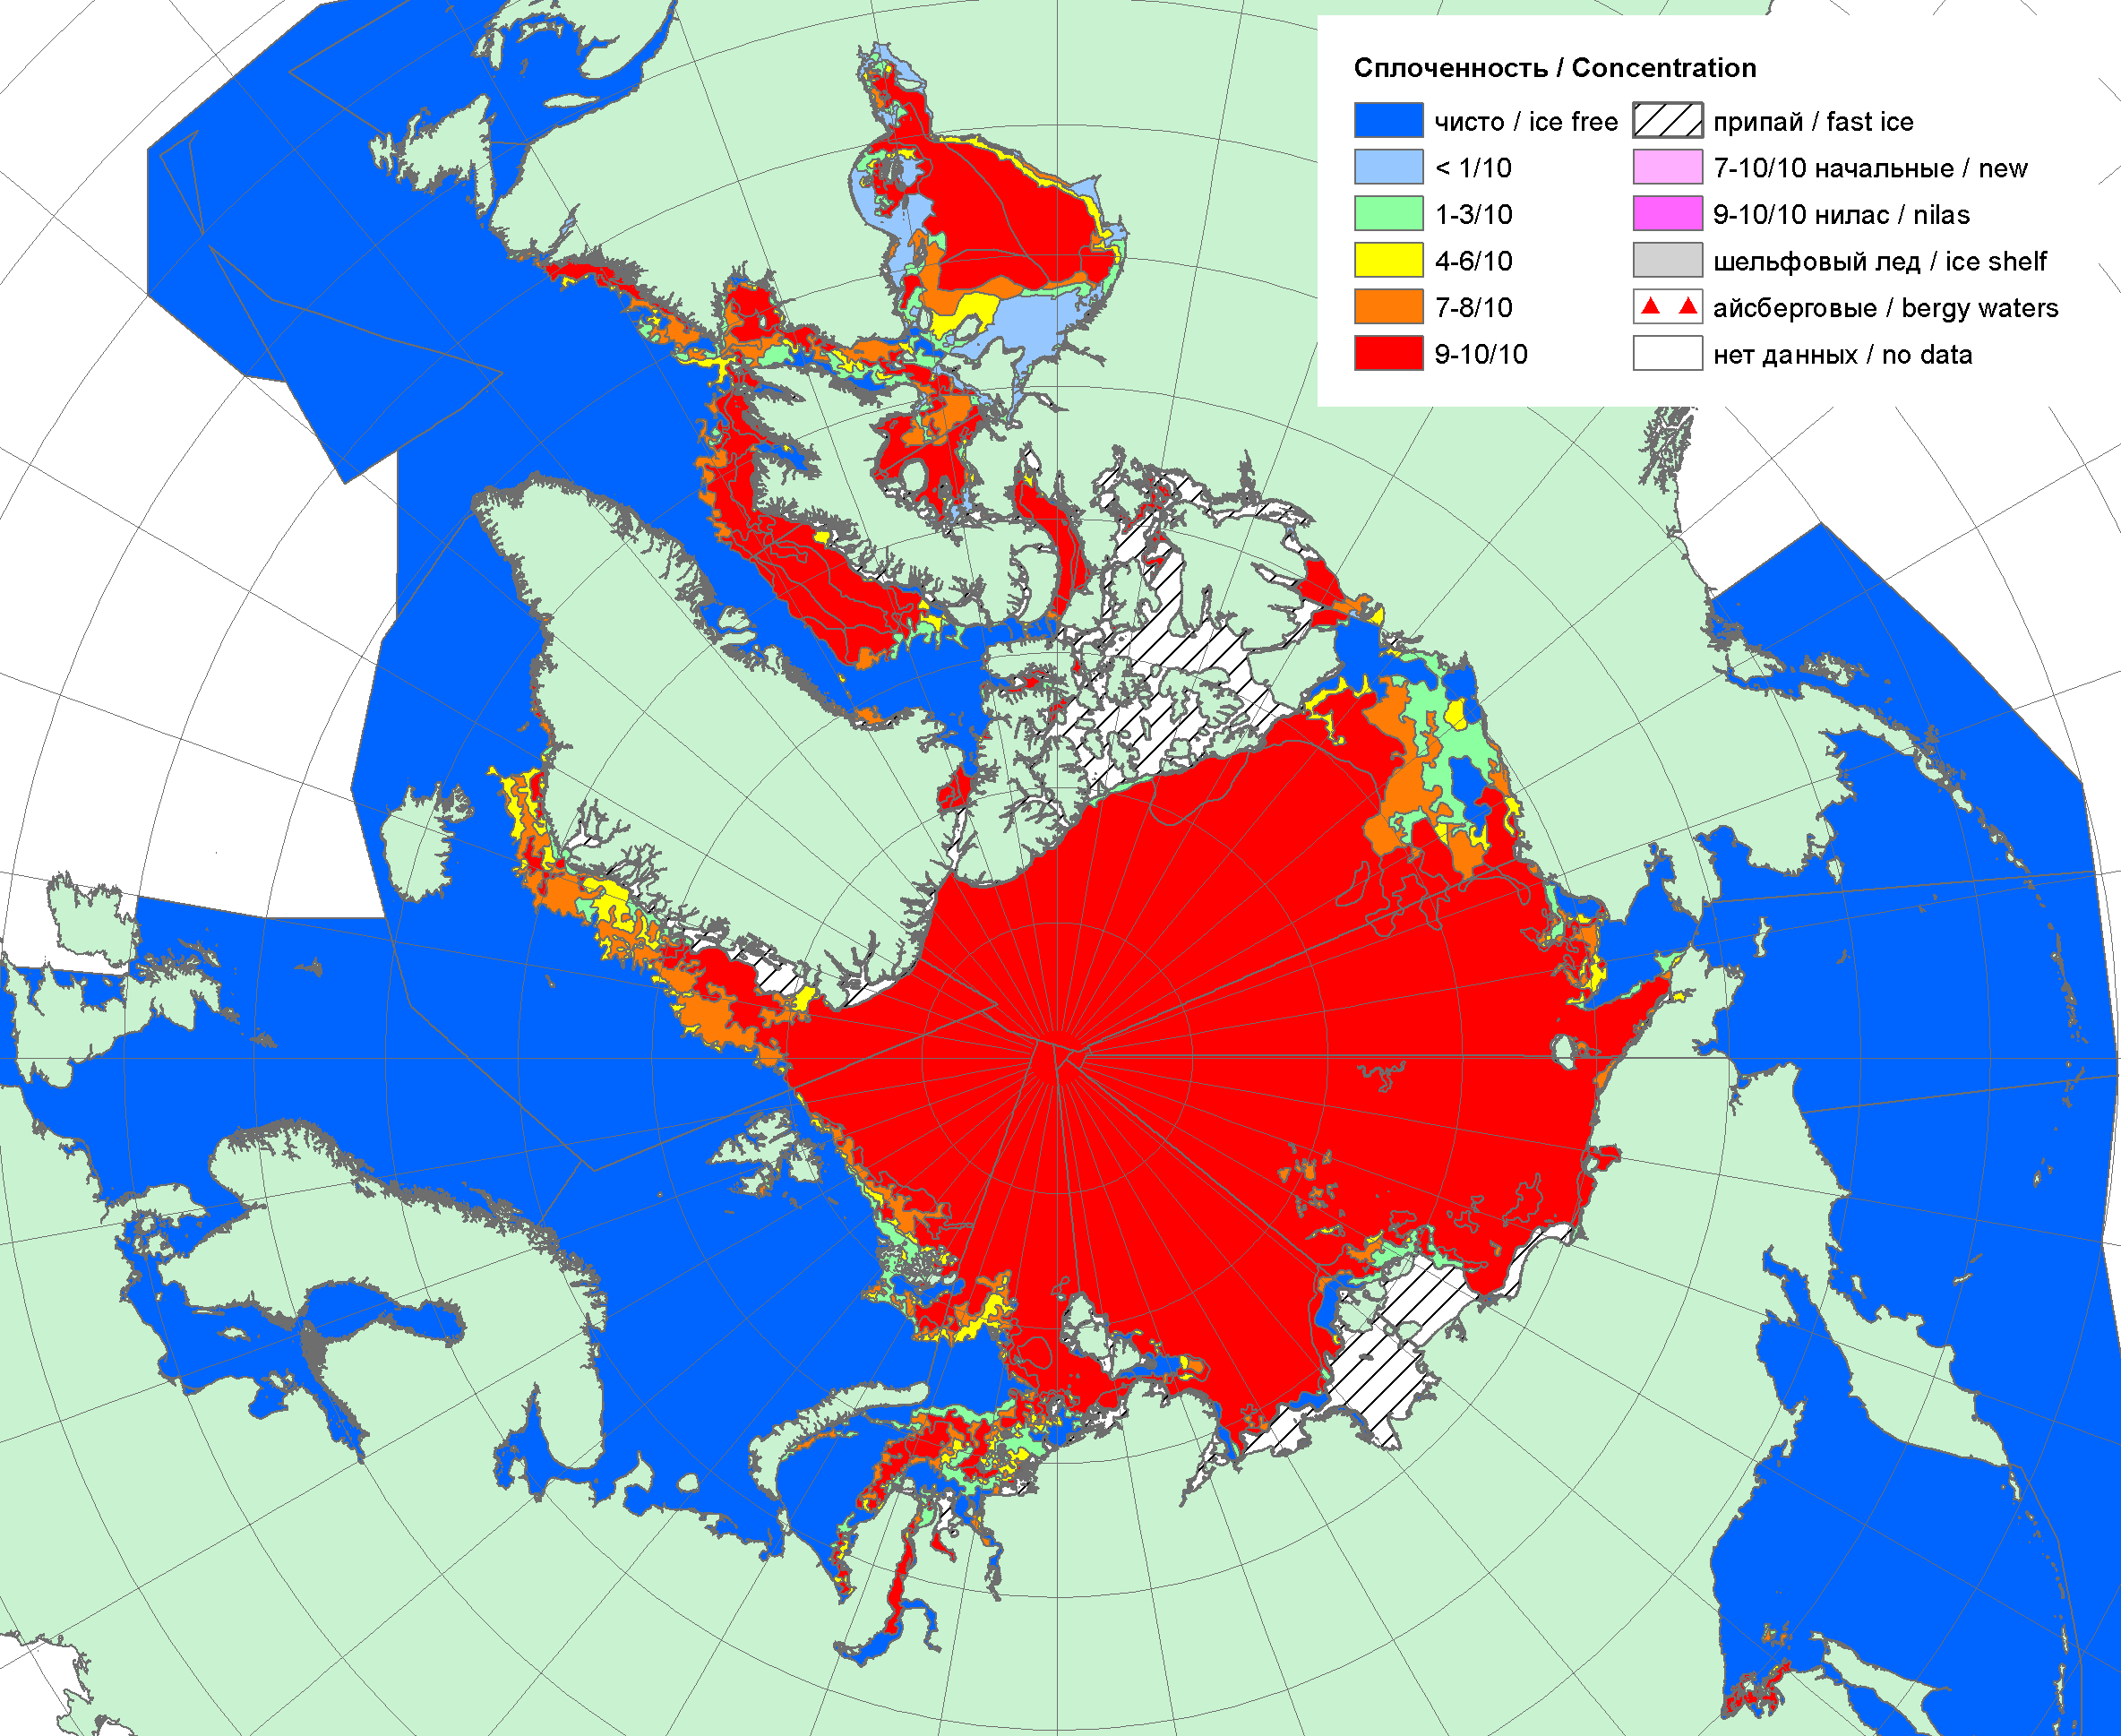 Сплоченность / Concentration
чисто / ice free
< 1/10
1-3/10
4-6/10
7-8/10
9-10/10
припай / fast ice
7-10/10 начальные / new
9-10/10 нилас / nilas
шельфовый лед / ice shelf
айсберговые / bergy waters
нет данных / no data